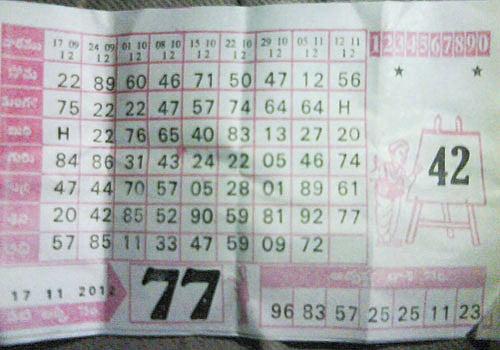 17 09 24 09 01 10 08 10 15 10 22 10 29 10 05 11 12 11 1234567890
12 12 12 12 12 12 12 12 12
22 89 60 46 71 50 47 12 56
75 22 22 47 57 74 64 64 H
H 22 76 65 40 83 13 27 20
84 86 31 43 24 22 05 46 74
47 44 70 57 05 28 01 89 61
20 42 85 52 90 59 81 92 77
57 85 11 33 47 59 09 72
42
17 11 2012
77
96 83 57 25 25 11 23